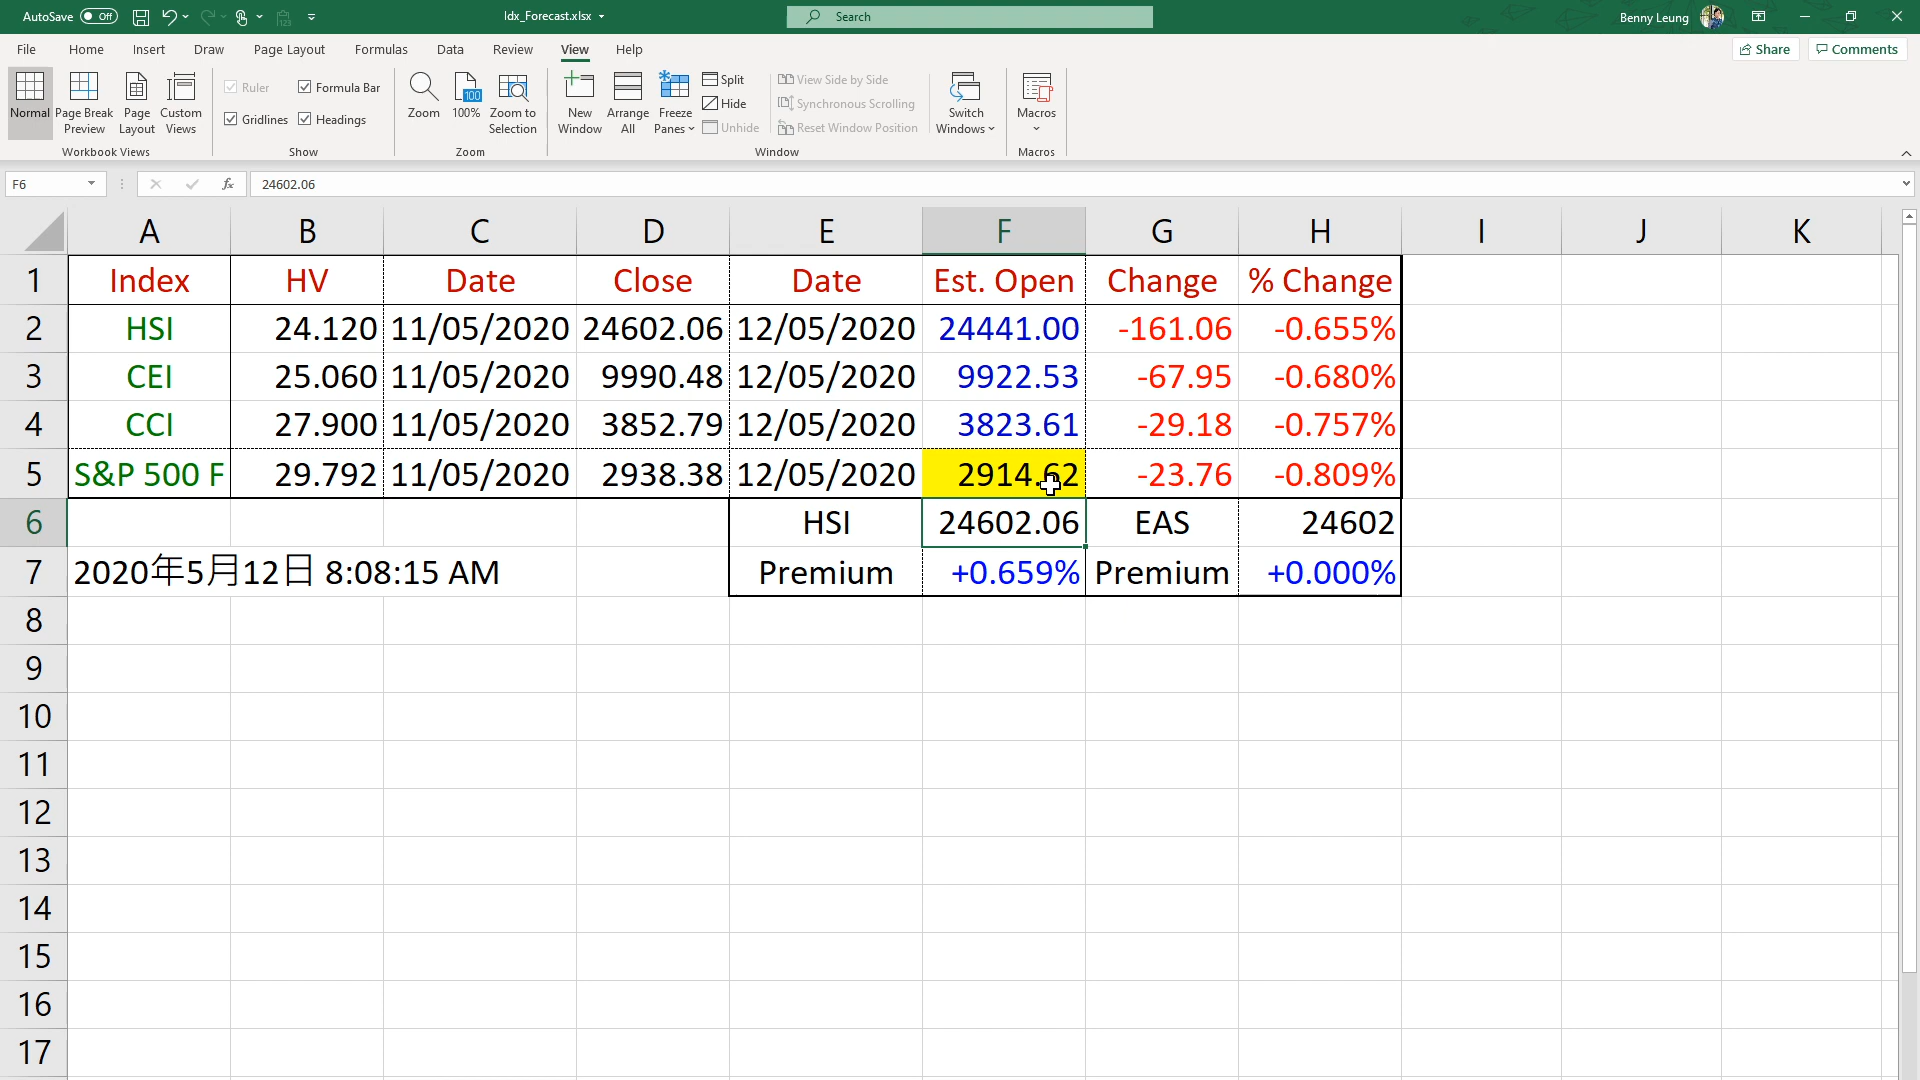 AutoSave Off Idx_Forecast.xlsx Search Benny Leung
File Home Insert Draw Page Layout Formulas Data Review View Help Share Comments
Normal Page Break Preview Page Layout Custom Views
Workbook Views
Ruler Formula Bar
Gridlines Headings
Show
Zoom 100 100% Zoom to Selection
Zoom
New Window Arrange All Freeze Panes
Split
Hide
Unhide
View Side by Side
Synchronous Scrolling
Reset Window Position
Switch Windows
Window
Macros
Macros
F6 fx 24602.06
A B C D E F G H I J K
1 Index HV Date Close Date Est. Open Change % Change
2 HSI 24.120 11/05/2020 24602.06 12/05/2020 24441.00 -161.06 -0.655%
3 CEI 25.060 11/05/2020 9990.48 12/05/2020 9922.53 -67.95 -0.680%
4 CCI 27.900 11/05/2020 3852.79 12/05/2020 3823.61 -29.18 -0.757%
5 S&P 500 F 29.792 11/05/2020 2938.38 12/05/2020 2914.62 -23.76 -0.809%
6 HSI 24602.06 EAS 24602
7 2020年5月12日 8:08:15 AM Premium +0.659% Premium +0.000%
8
9
10
11
12
13
14
15
16
17